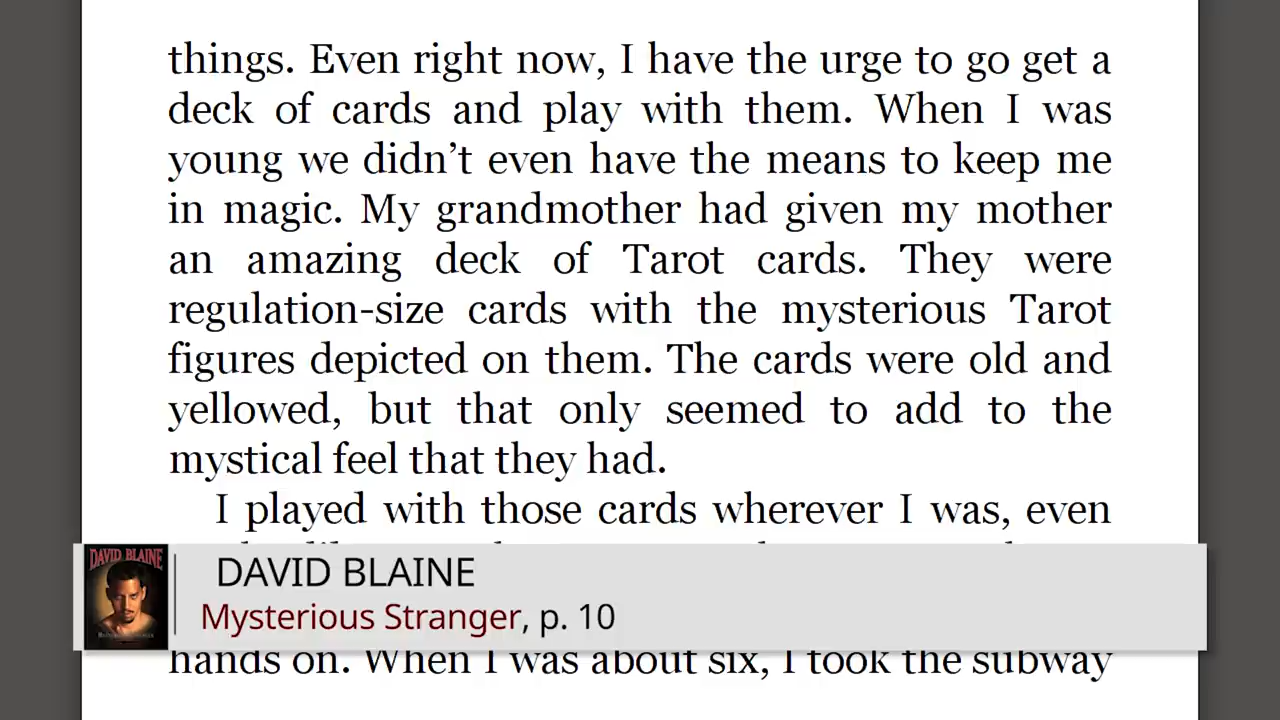 things. Even right now, I have the urge to go get a
deck of cards and play with them. When I was
young we didn’t even have the means to keep me
in magic. My grandmother had given my mother
an amazing deck of Tarot cards. They were
regulation-size cards with the mysterious Tarot
figures depicted on them. The cards were old and
yellowed, but that only seemed to add to the
mystical feel that they had.
I played with those cards wherever I was, even
DAVID BLAINE
DAVID BLAINE
Mysterious Stranger, p. 10
hands on. When I was about six, I took the subway